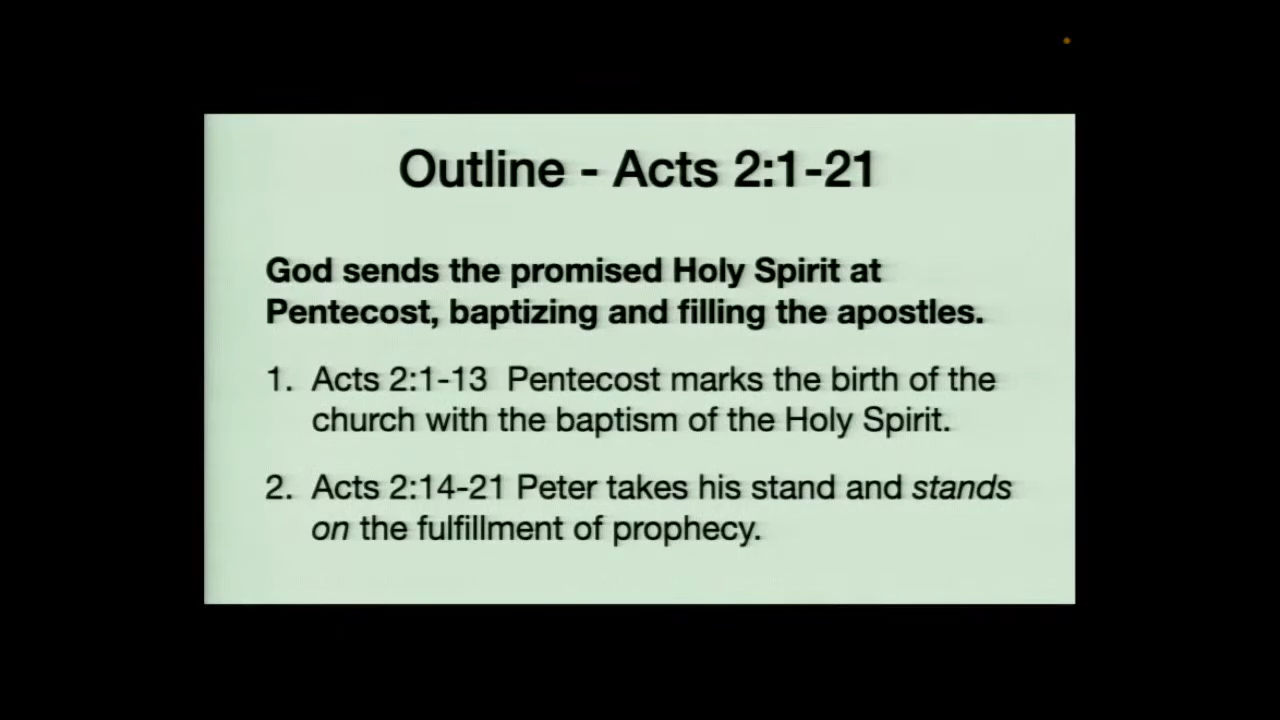 Outline - Acts 2:1-21
God sends the promised Holy Spirit at
Pentecost, baptizing and filling the apostles.
1. Acts 2:1-13 Pentecost marks the birth of the
church with the baptism of the Holy Spirit.
2. Acts 2:14-21 Peter takes his stand and stands
on the fulfillment of prophecy.